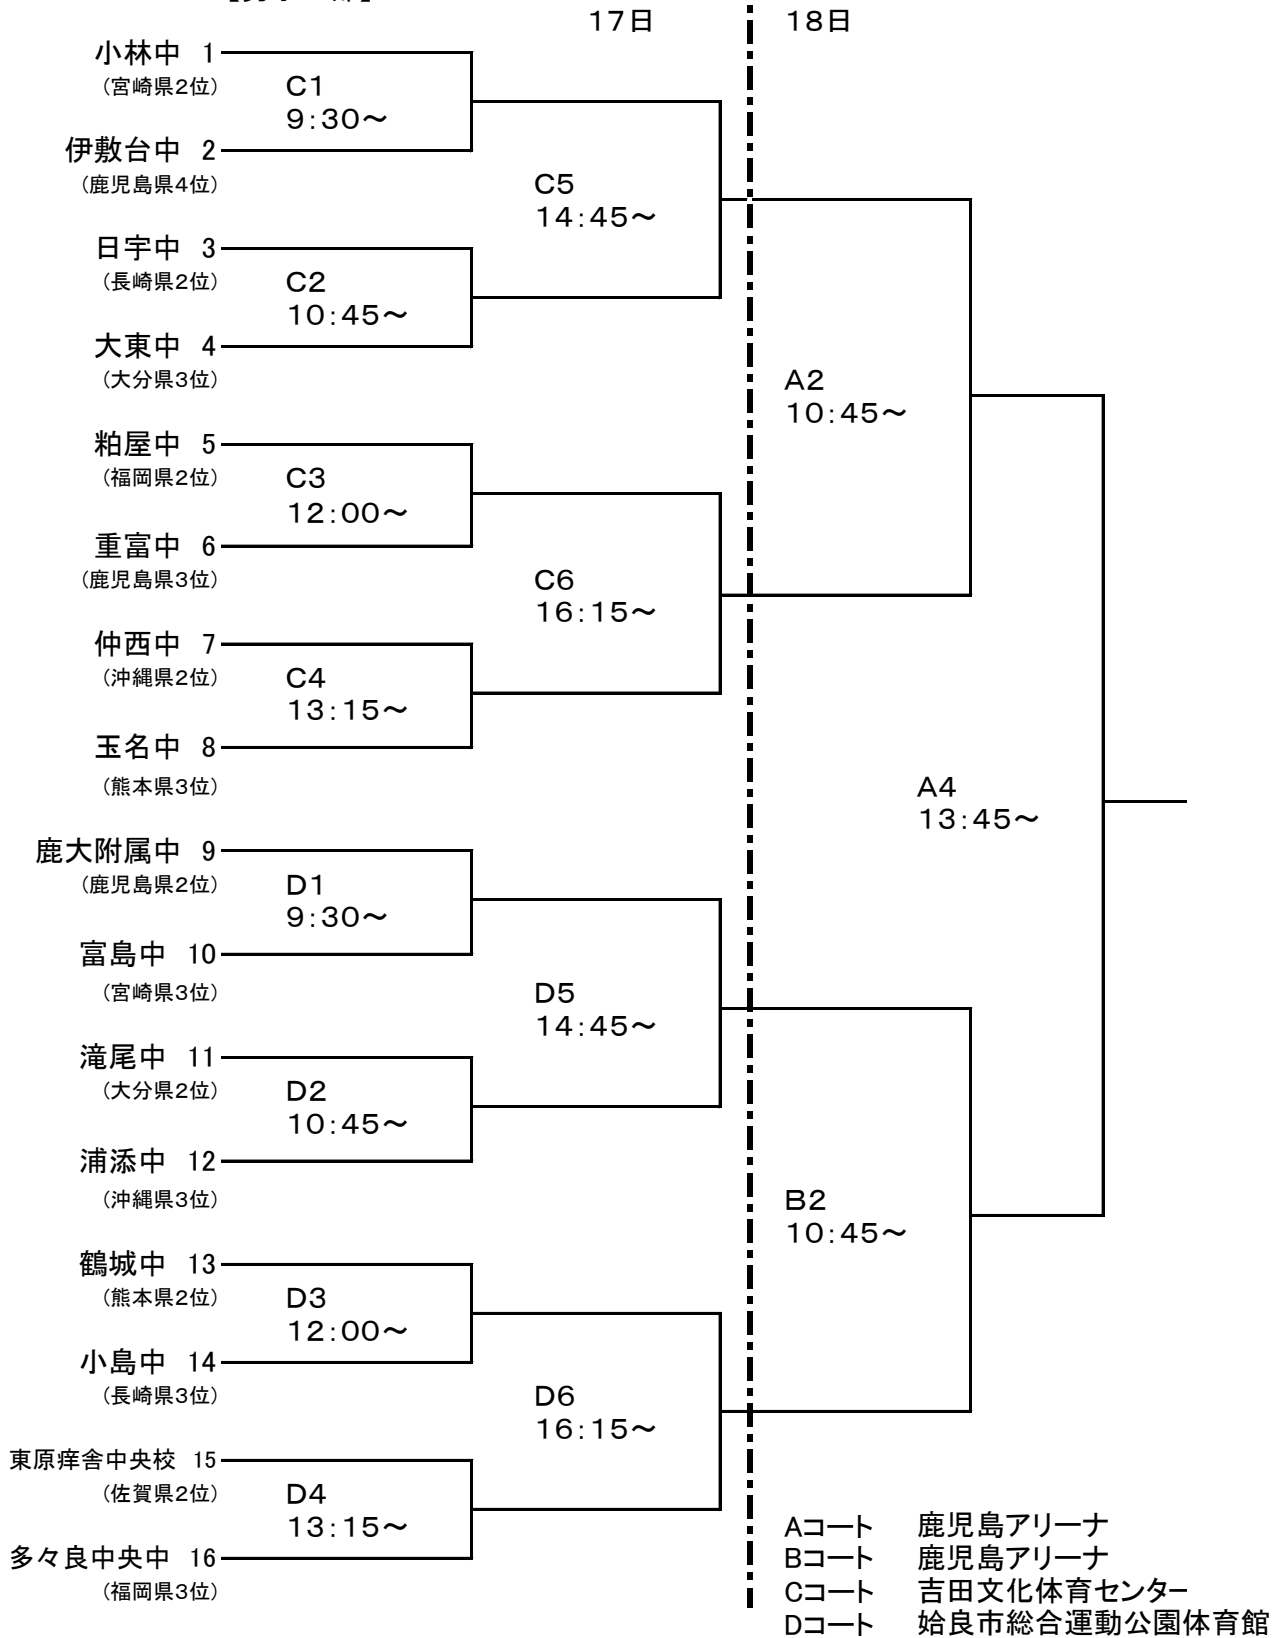 17日
18日
小林中 1
(宮崎県2位)
C1
9:30～
伊敷台中 2
(鹿児島県4位)
C5
14:45～
日宇中 3
(長崎県2位)
C2
10:45～
大東中 4
(大分県3位)
A2
10:45～
粕屋中 5
(福岡県2位)
C3
12:00～
重富中 6
(鹿児島県3位)
C6
16:15～
仲西中 7
(沖縄県2位)
C4
13:15～
玉名中 8
(熊本県3位)
A4
13:45～
鹿大附属中 9
(鹿児島県2位)
D1
9:30～
富島中 10
(宮崎県3位)
D5
14:45～
滝尾中 11
(大分県2位)
D2
10:45～
浦添中 12
(沖縄県3位)
B2
10:45～
鶴城中 13
(熊本県2位)
D3
12:00～
小島中 14
(長崎県3位)
D6
16:15～
東原庠舎中央校 15
(佐賀県2位)
D4
13:15～
多々良中央中 16
(福岡県3位)
Aコート 鹿児島アリーナ
Bコート 鹿児島アリーナ
Cコート 吉田文化体育センター
Dコート 姶良市総合運動公園体育館